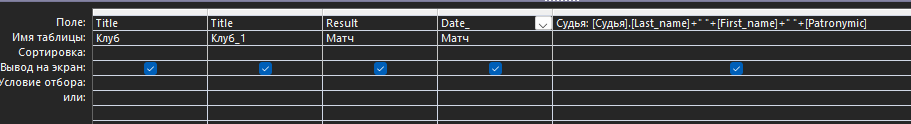 Поле: Title Title Result Date_ Судья: [Судья].[Last_name]+" "+[First_name]+" "+[Patronymic]
Имя таблицы: Клуб Клуб_1 Матч Матч
Сортировка:
Вывод на экран:
Условие отбора:
или: